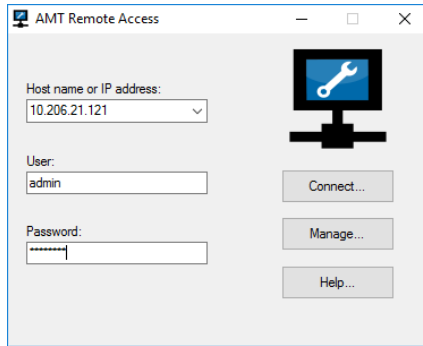 AMT Remote Access
Host name or IP address:
10.206.21.121
User:
admin
Connect...
Password:
Manage...
********
Help...